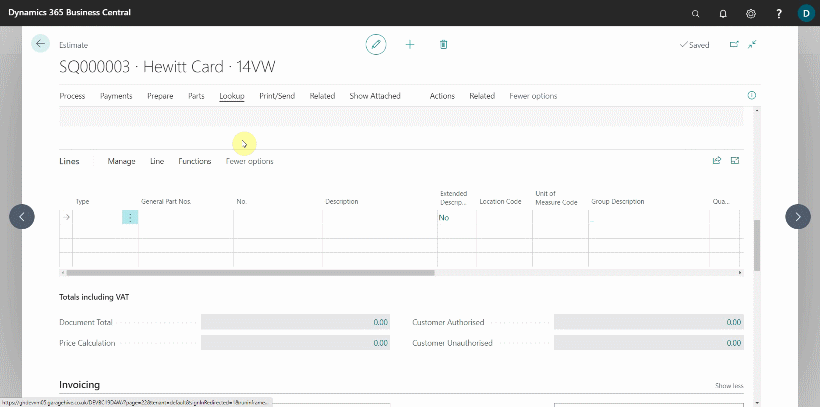 Dynamics 365 Business Central
?
D
Estimate
Saved
SQ000003 · Hewitt Card · 14VW
Process Payments Prepare Parts Lookup Print/Send Related Show Attached Actions Related Fewer options
Lines Manage Line Functions Fewer options
Type General Part Nos. No. Description Extended Descrip... Location Code Unit of Measure Code Group Description Qua...
No
Totals including VAT
Document Total 0.00 Customer Authorised 0.00
Price Calculation 0.00 Customer Unauthorised 0.00
Invoicing Show less